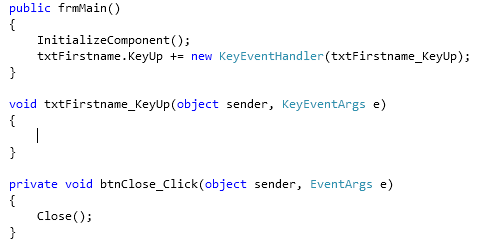 public frmMain()
{
    InitializeComponent();
    txtFirstname.KeyUp += new KeyEventHandler(txtFirstname_KeyUp);
}

void txtFirstname_KeyUp(object sender, KeyEventArgs e)
{

}

private void btnClose_Click(object sender, EventArgs e)
{
    Close();
}